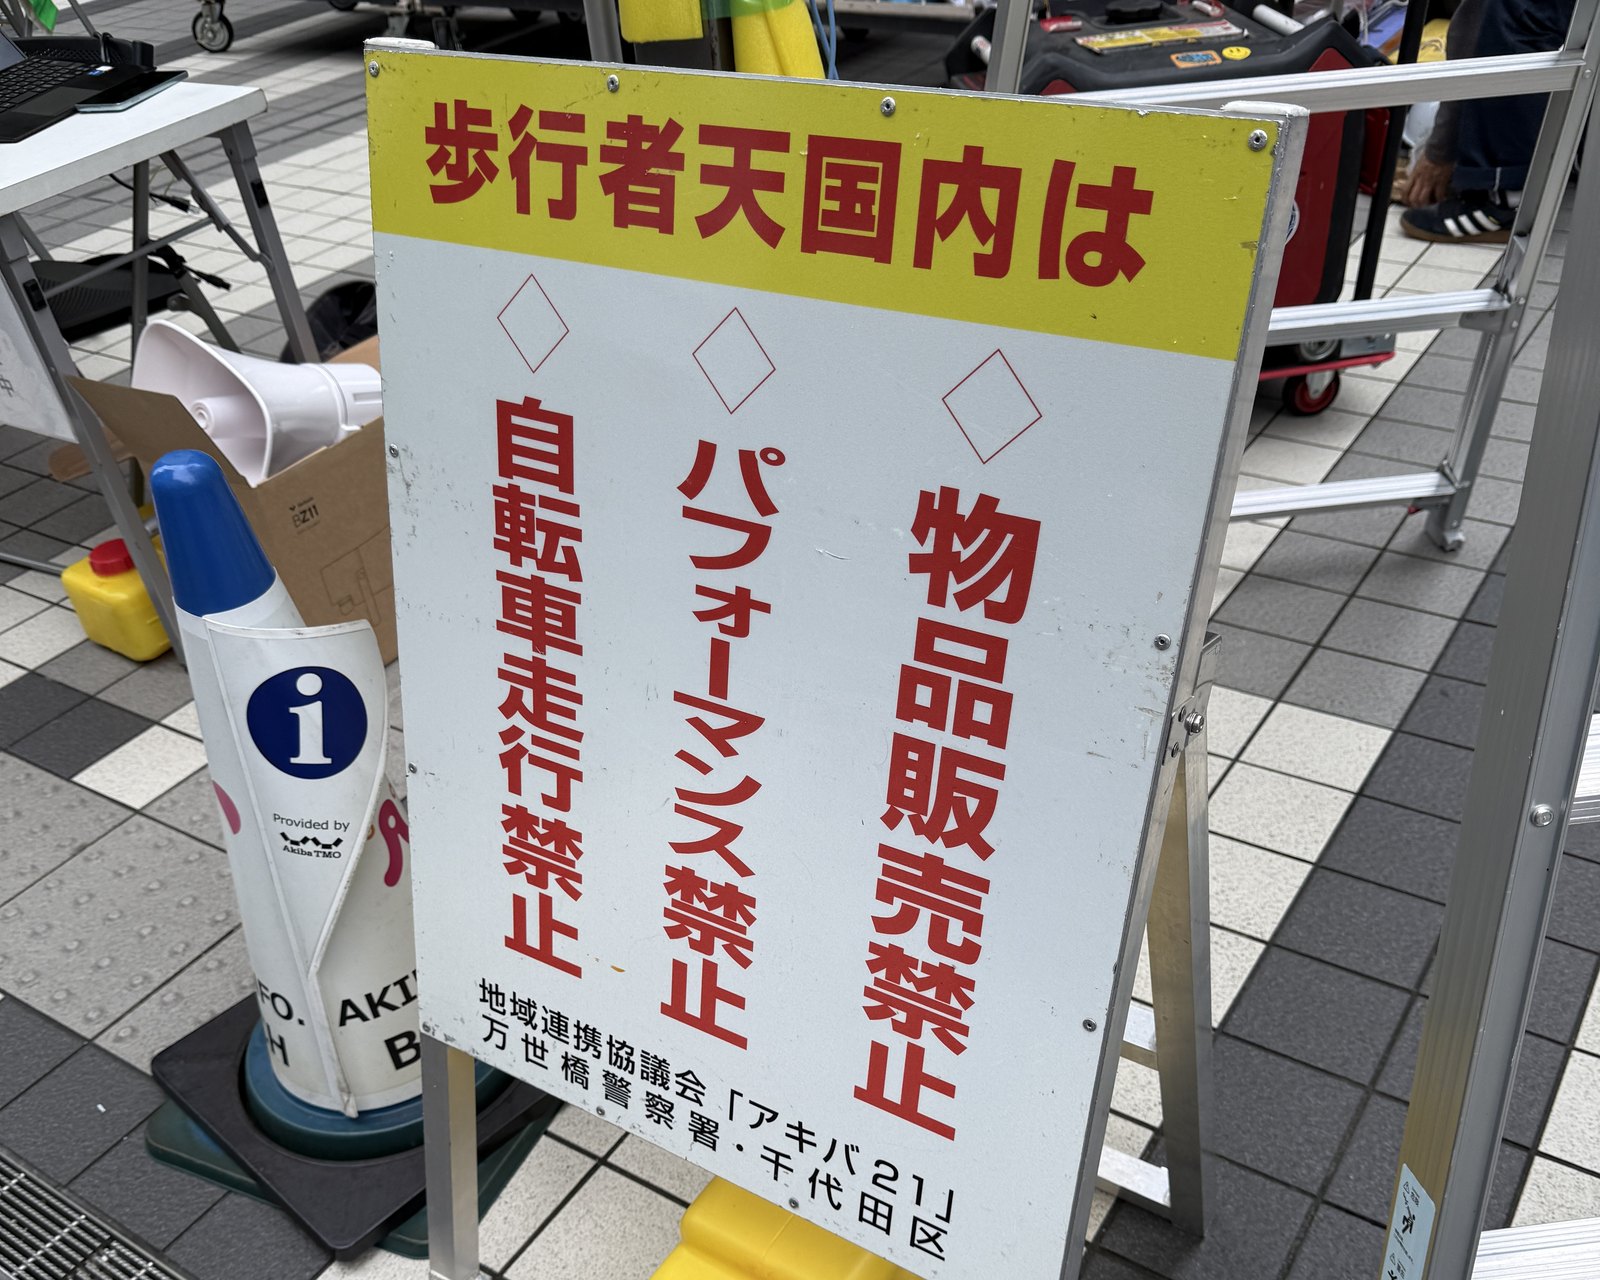 歩行者天国内は
◇物品販売禁止
◇パフォーマンス禁止
◇自転車走行禁止
地域連携協議会「アキバ21」
万世橋警察署・千代田区
i
Provided by
Akiba TMO
BZ11